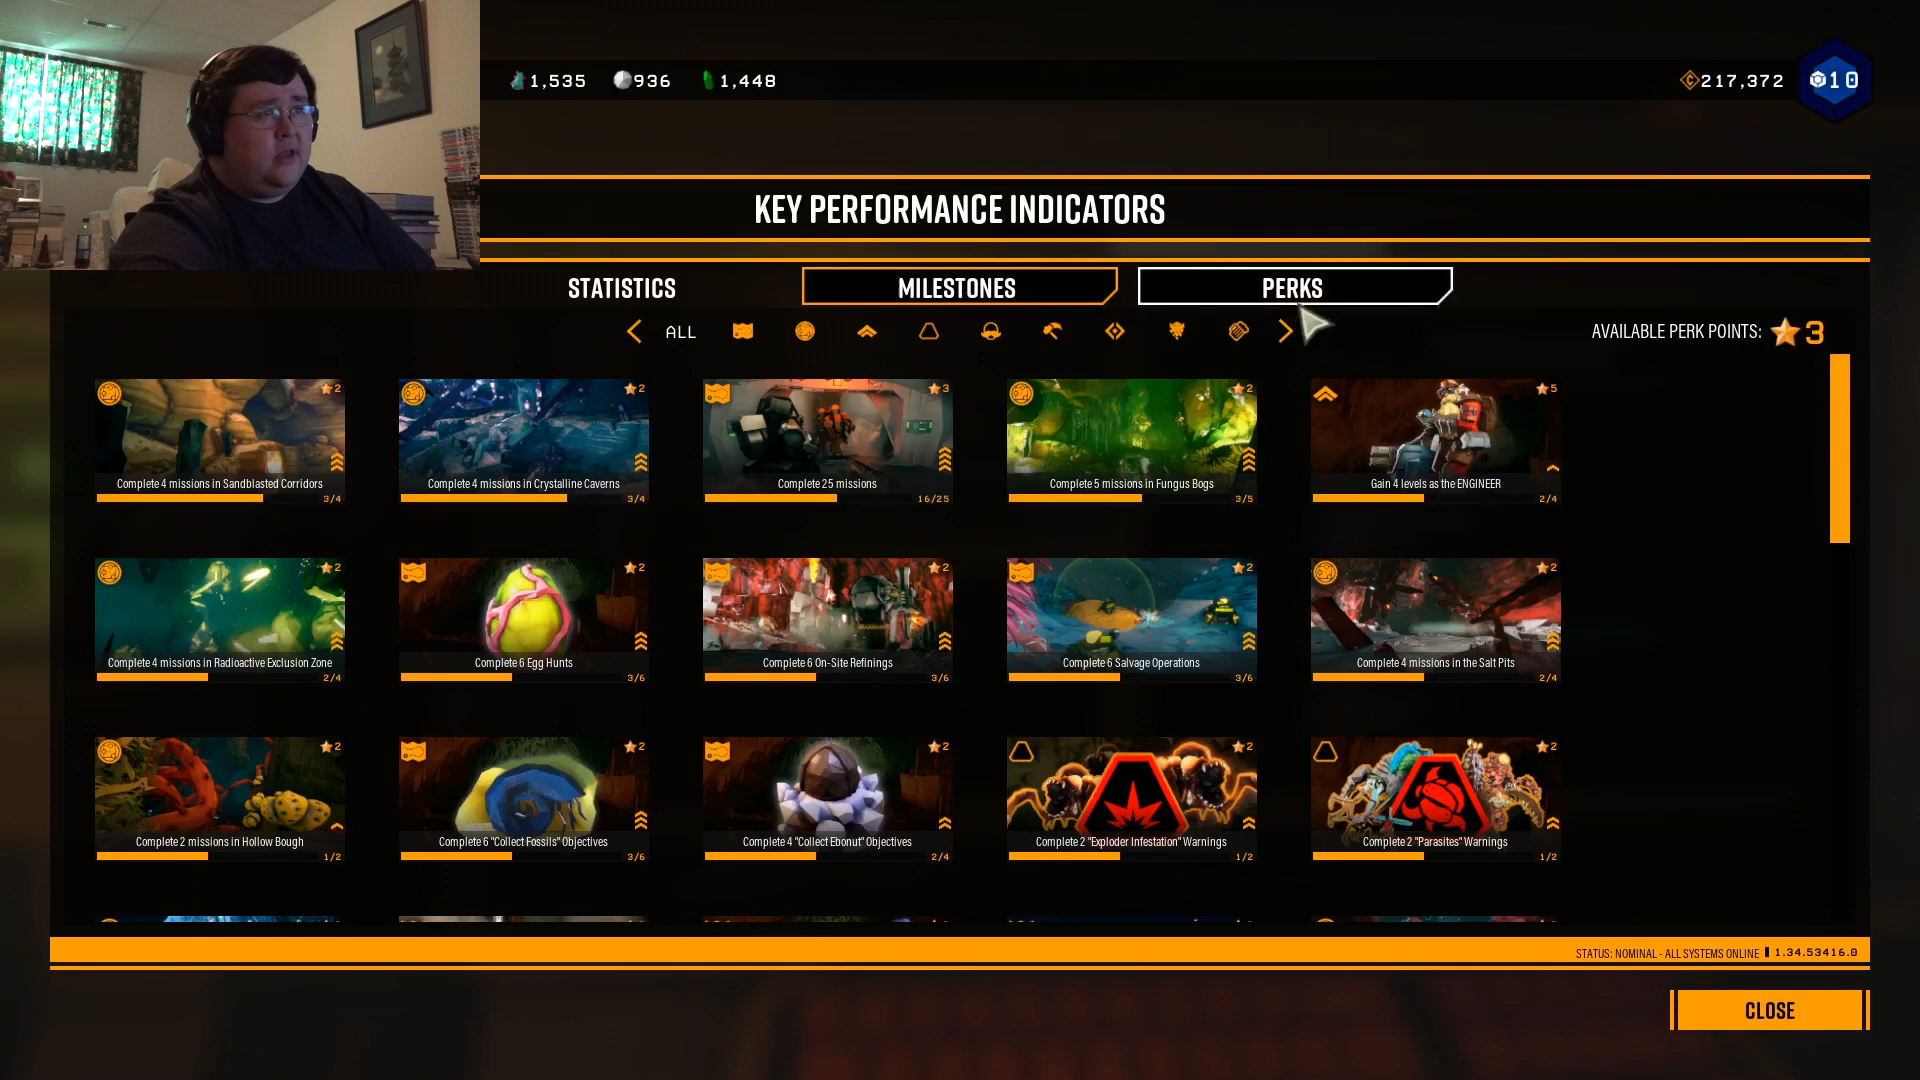 1,535 936 1,448 217,372 10
KEY PERFORMANCE INDICATORS
STATISTICS MILESTONES PERKS
ALL AVAILABLE PERK POINTS: 3
2 2 3 2 5
Complete 4 missions in Sandblasted Corridors Complete 4 missions in Crystalline Caverns Complete 25 missions Complete 5 missions in Fungus Bogs Gain 4 levels as the ENGINEER
3/4 3/4 16/25 3/5 2/4
2 2 2 2 2
Complete 4 missions in Radioactive Exclusion Zone Complete 6 Egg Hunts Complete 6 On-Site Refinings Complete 6 Salvage Operations Complete 4 missions in the Salt Pits
2/4 3/6 3/6 3/6 2/4
2 2 2 2 2
Complete 2 missions in Hollow Bough Complete 6 "Collect Fossils" Objectives Complete 4 "Collect Ebonut" Objectives Complete 2 "Exploder Infestation" Warnings Complete 2 "Parasites" Warnings
1/2 3/6 2/4 1/2 1/2
STATUS: NOMINAL - ALL SYSTEMS ONLINE 1.34.53416.0
CLOSE